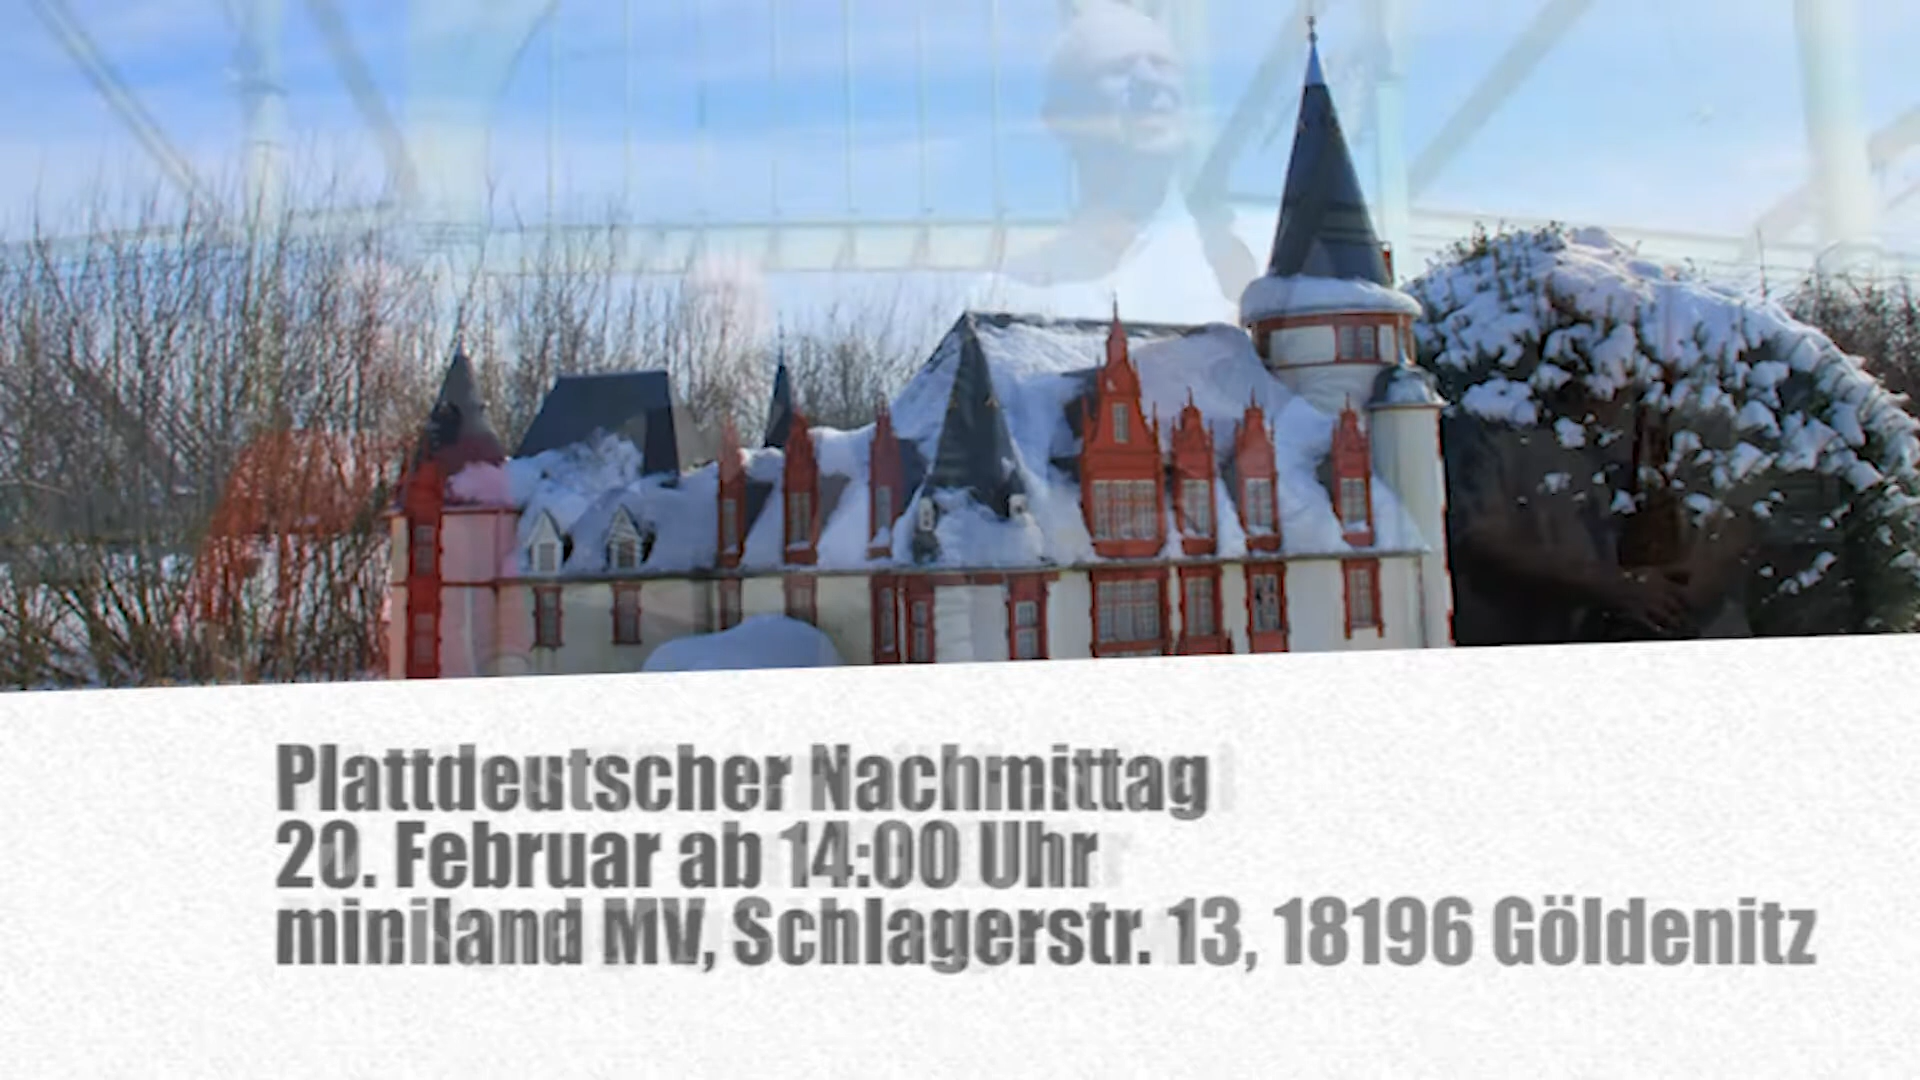 Plattdeutscher Nachmittag
20. Februar ab 14:00 Uhr
miniland MV, Schlagerstr. 13, 18196 Göldenitz